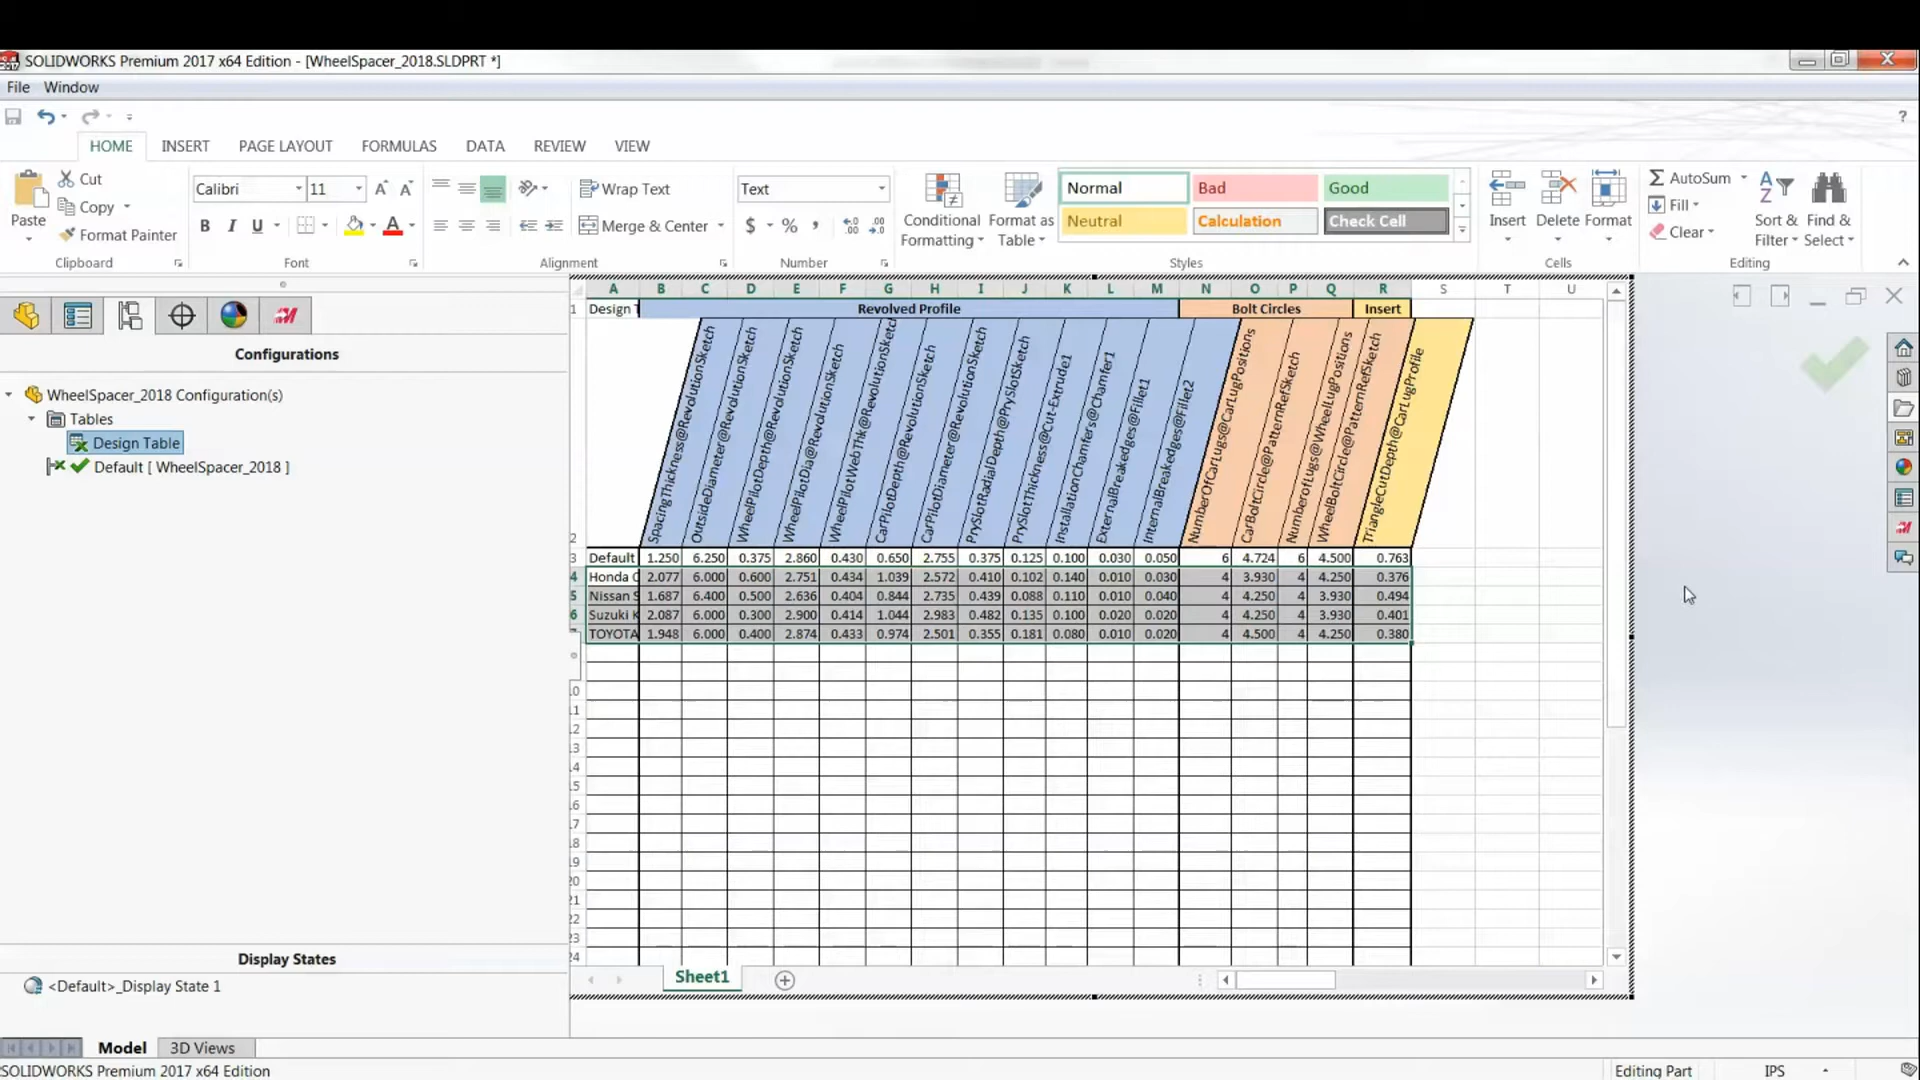 SOLIDWORKS Premium 2017 x64 Edition - [WheelSpacer_2018.SLDPRT *]
File Window
?
HOME INSERT PAGE LAYOUT FORMULAS DATA REVIEW VIEW
Paste
Cut
Copy
Format Painter
Clipboard
Calibri 11 A A
B I U A
Font
Wrap Text
Merge & Center
Alignment
Text
$ % , .00 .00
Number
Conditional Formatting
Format as Table
Normal Bad Good
Neutral Calculation Check Cell
Styles
Insert Delete Format
Cells
AutoSum
Fill
Clear
Sort & Filter
Find & Select
Editing
Configurations
WheelSpacer_2018 Configuration(s)
Tables
Design Table
Default [ WheelSpacer_2018 ]
Display States
<Default>_Display State 1
A B C D E F G H I J K L M N O P Q R S T U
1 Design T Revolved Profile Bolt Circles Insert
2
SpacingThickness@RevolutionSketch
OutsideDiameter@RevolutionSketch
WheelPilotDepth@RevolutionSketch
WheelPilotDia@RevolutionSketch
WheelPilotWebThk@RevolutionSketch
CarPilotDepth@RevolutionSketch
CarPilotDiameter@RevolutionSketch
PrySlotRadialDepth@PrySlotSketch
PrySlotThickness@Cut-Extrude1
InstallationChamfers@Chamfer1
ExternalBreakedges@Fillet1
InternalBreakedges@Fillet2
NumberOfCarLugs@CarLugPositions
CarBoltCircle@PatternRefSketch
NumberofLugs@WheelLugPositions
WheelBoltCircle@PatternRefSketch
TriangleCutDepth@CarLugProfile
3 Default 1.250 6.250 0.375 2.860 0.430 0.650 2.755 0.375 0.125 0.100 0.030 0.050 6 4.724 6 4.500 0.763
4 Honda C 2.077 6.000 0.600 2.751 0.434 1.039 2.572 0.410 0.102 0.140 0.010 0.030 4 3.930 4 4.250 0.376
5 Nissan S 1.687 6.400 0.500 2.636 0.404 0.844 2.735 0.439 0.088 0.110 0.010 0.040 4 4.250 4 3.930 0.494
6 Suzuki K 2.087 6.000 0.300 2.900 0.414 1.044 2.983 0.482 0.135 0.100 0.020 0.020 4 4.250 4 3.930 0.401
TOYOTA 1.948 6.000 0.400 2.874 0.433 0.974 2.501 0.355 0.181 0.080 0.010 0.020 4 4.500 4 4.250 0.380
Sheet1
Model 3D Views
SOLIDWORKS Premium 2017 x64 Edition
Editing Part IPS